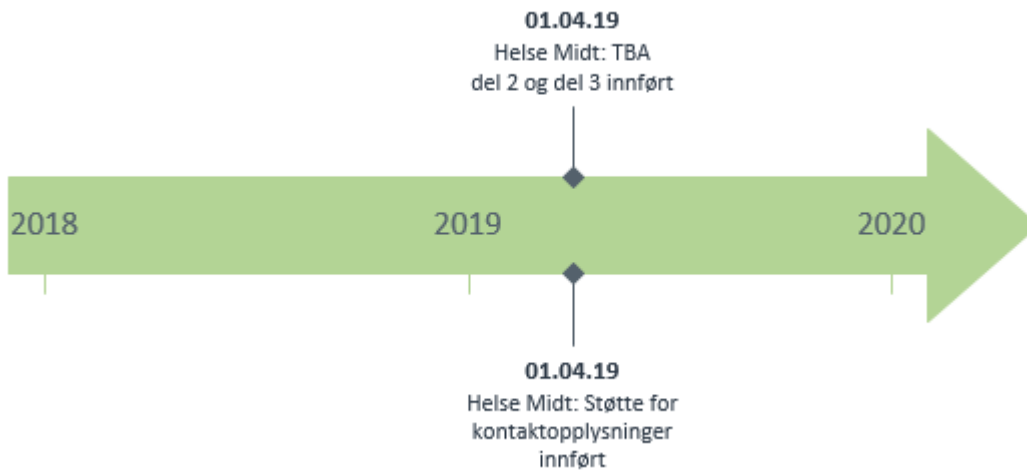 01.04.19
Helse Midt: TBA
del 2 og del 3 innført
2018
2019
2020
01.04.19
Helse Midt: Støtte for
kontaktopplysninger
innført